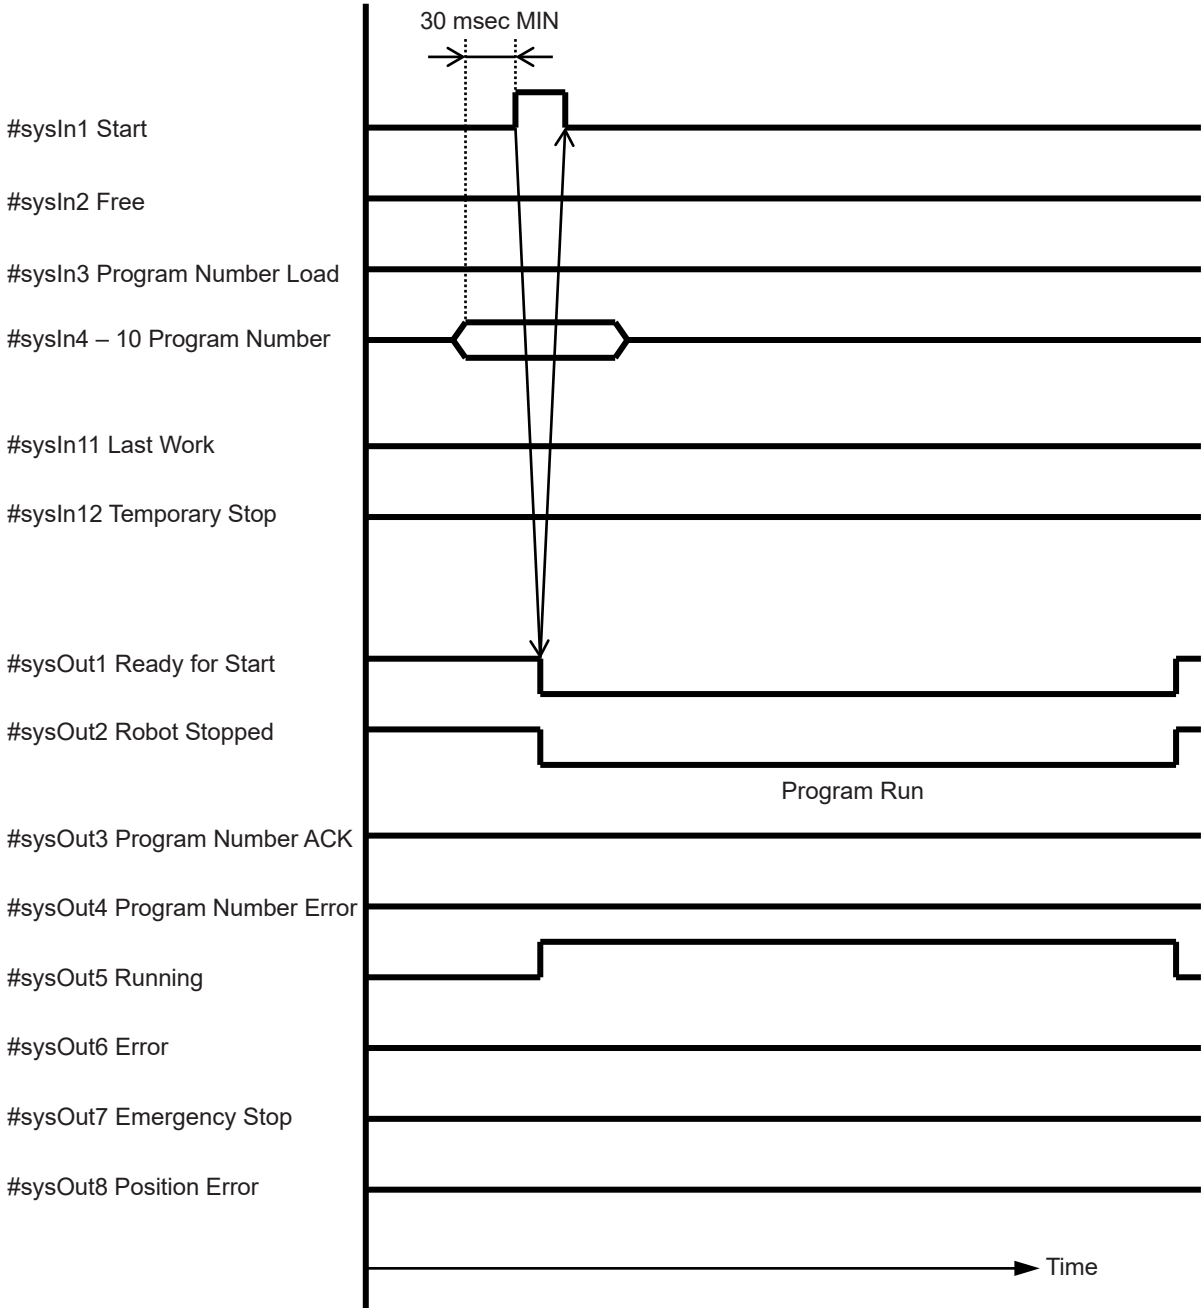 30 msec MIN
#sysIn1 Start
#sysIn2 Free
#sysIn3 Program Number Load
#sysIn4 – 10 Program Number
#sysIn11 Last Work
#sysIn12 Temporary Stop
#sysOut1 Ready for Start
#sysOut2 Robot Stopped
Program Run
#sysOut3 Program Number ACK
#sysOut4 Program Number Error
#sysOut5 Running
#sysOut6 Error
#sysOut7 Emergency Stop
#sysOut8 Position Error
Time